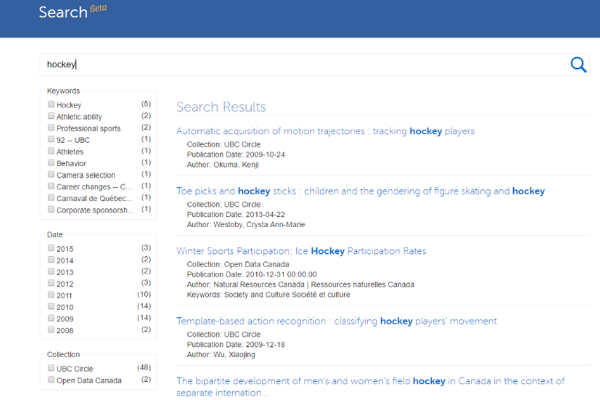 Search Beta
hockey
Keywords
Hockey (5)
Athletic ability (2)
Professional sports (2)
92 -- UBC (1)
Athletes (1)
Behavior (1)
Camera selection (1)
Career changes -- C... (1)
Carnaval de Québec... (1)
Corporate sponsorsh... (1)
Date
2015 (3)
2014 (2)
2013 (2)
2012 (3)
2011 (10)
2010 (14)
2009 (14)
2008 (2)
Collection
UBC Circle (48)
Open Data Canada (2)
Search Results
Automatic acquisition of motion trajectories : tracking hockey players
Collection: UBC Circle
Publication Date: 2009-10-24
Author: Okuma, Kenji
Toe picks and hockey sticks : children and the gendering of figure skating and hockey
Collection: UBC Circle
Publication Date: 2013-04-22
Author: Westoby, Crysta Ann-Marie
Winter Sports Participation: Ice Hockey Participation Rates
Collection: Open Data Canada
Publication Date: 2010-12-31 00:00:00
Author: Natural Resources Canada | Ressources naturelles Canada
Keywords: Society and Culture Société et culture
Template-based action recognition : classifying hockey players' movement
Collection: UBC Circle
Publication Date: 2009-12-18
Author: Wu, Xiaojing
The bipartite development of men's and women's field hockey in Canada in the context of
separate internation...